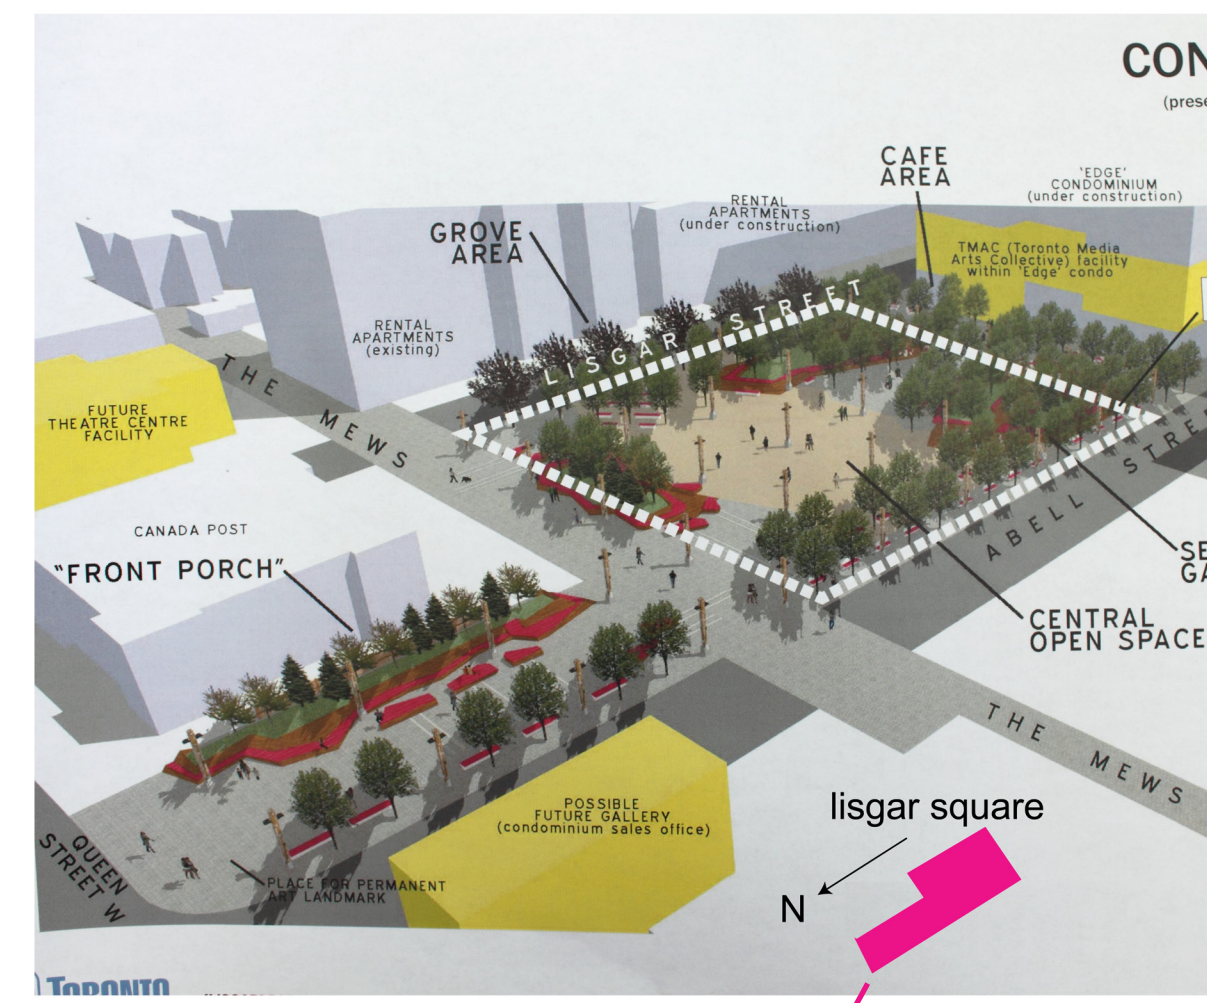 CON
(prese
CAFE
AREA
'EDGE'
CONDOMINIUM
(under construction)
RENTAL
APARTMENTS
(under construction)
GROVE
AREA
TMAC (Toronto Media
Arts Collective) facility
within 'Edge' condo
LISGAR STREET
RENTAL
APARTMENTS
(existing)
THE MEWS
FUTURE
THEATRE CENTRE
FACILITY
ABELL STRE
CANADA POST
"FRONT PORCH"
SE
GA
CENTRAL
OPEN SPACE
THE MEWS
POSSIBLE
FUTURE GALLERY
(condominium sales office)
lisgar square
QUEEN
STREET W
PLACE FOR PERMANENT
ART LANDMARK
N
TORONTO